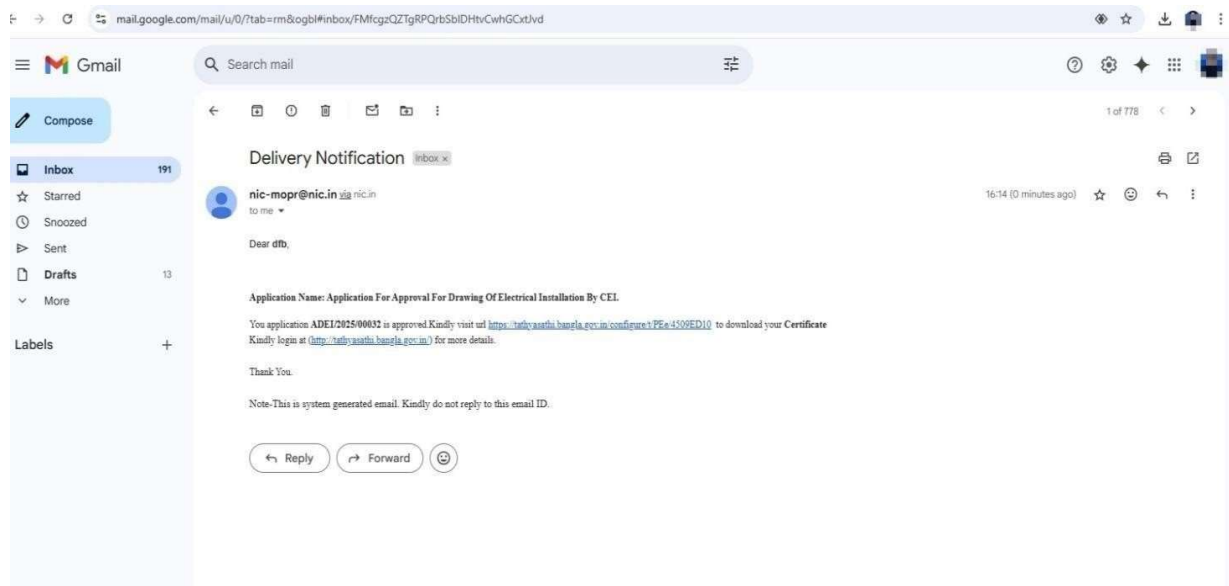 mail.google.com/mail/u/0/?tab=rm&ogbl#inbox/FMfcgzQZTgRPQrbSbIDHtvCwhGCxtJvd
Gmail
Search mail
Compose
1 of 778
Delivery Notification Inbox x
Inbox 191
nic-mopr@nic.in via nic.in
16:14 (0 minutes ago)
Starred
to me
Snoozed
Sent
Dear dfb,
Drafts 13
More
Application Name: Application For Approval For Drawing Of Electrical Installation By CEI.
You application ADEI/2025/00032 is approved.Kindly visit url https://tathyasathi.bangla.gov.in/configure/t/PEe/4509ED10 to download your Certificate
Labels
Kindly login at (http://tathyasathi.bangla.gov.in/) for more details.
Thank You.
Note-This is system generated email. Kindly do not reply to this email ID.
Reply Forward